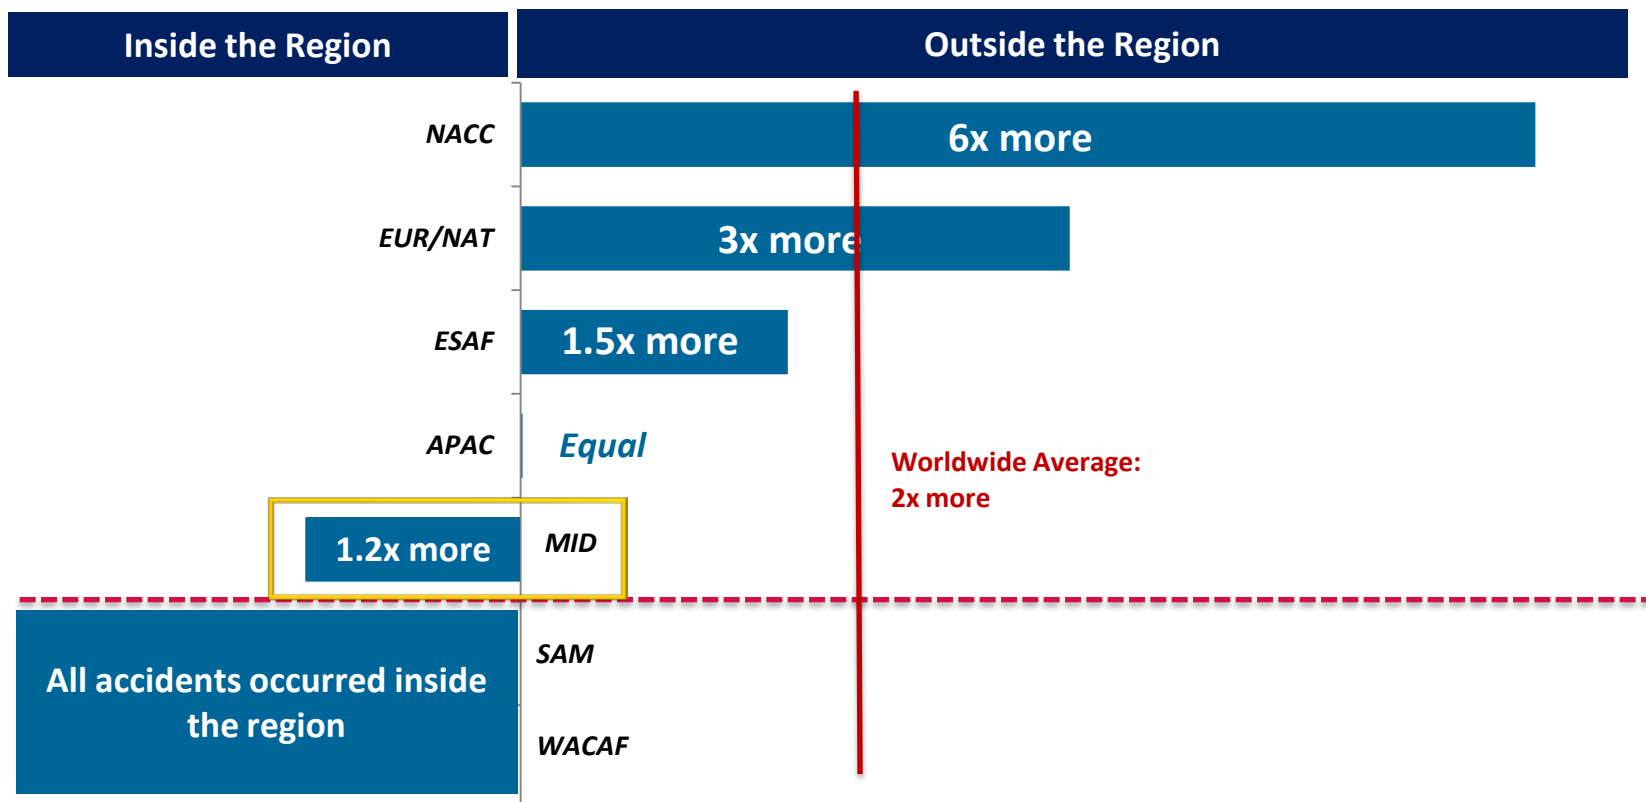 Inside the Region
Outside the Region
NACC
6x more
EUR/NAT
3x more
ESAF
1.5x more
APAC
Equal
Worldwide Average:
2x more
1.2x more
MID
All accidents occurred inside
the region
SAM
WACAF